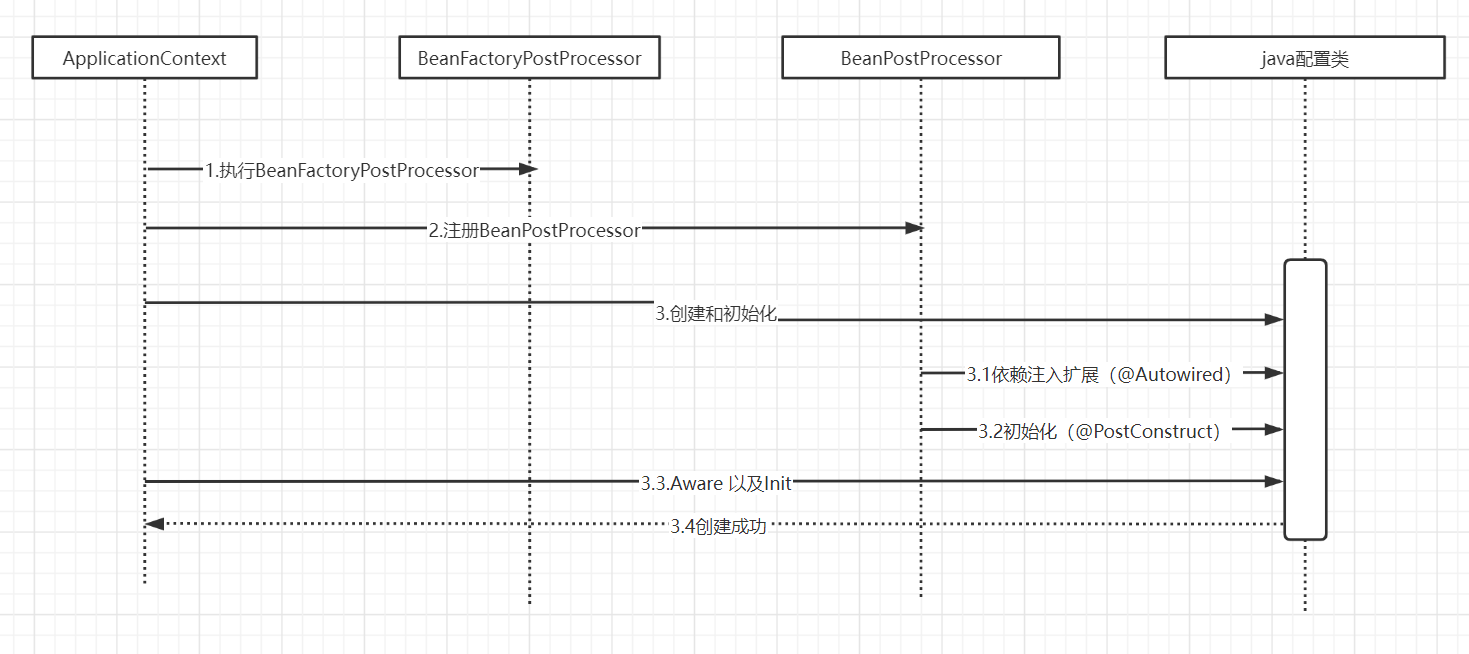 ApplicationContext
BeanFactoryPostProcessor
BeanPostProcessor
java配置类
1.执行BeanFactoryPostProcessor
2.注册BeanPostProcessor
3.创建和初始化
3.1依赖注入扩展（@Autowired）
3.2初始化（@PostConstruct）
3.3.Aware 以及Init
3.4创建成功